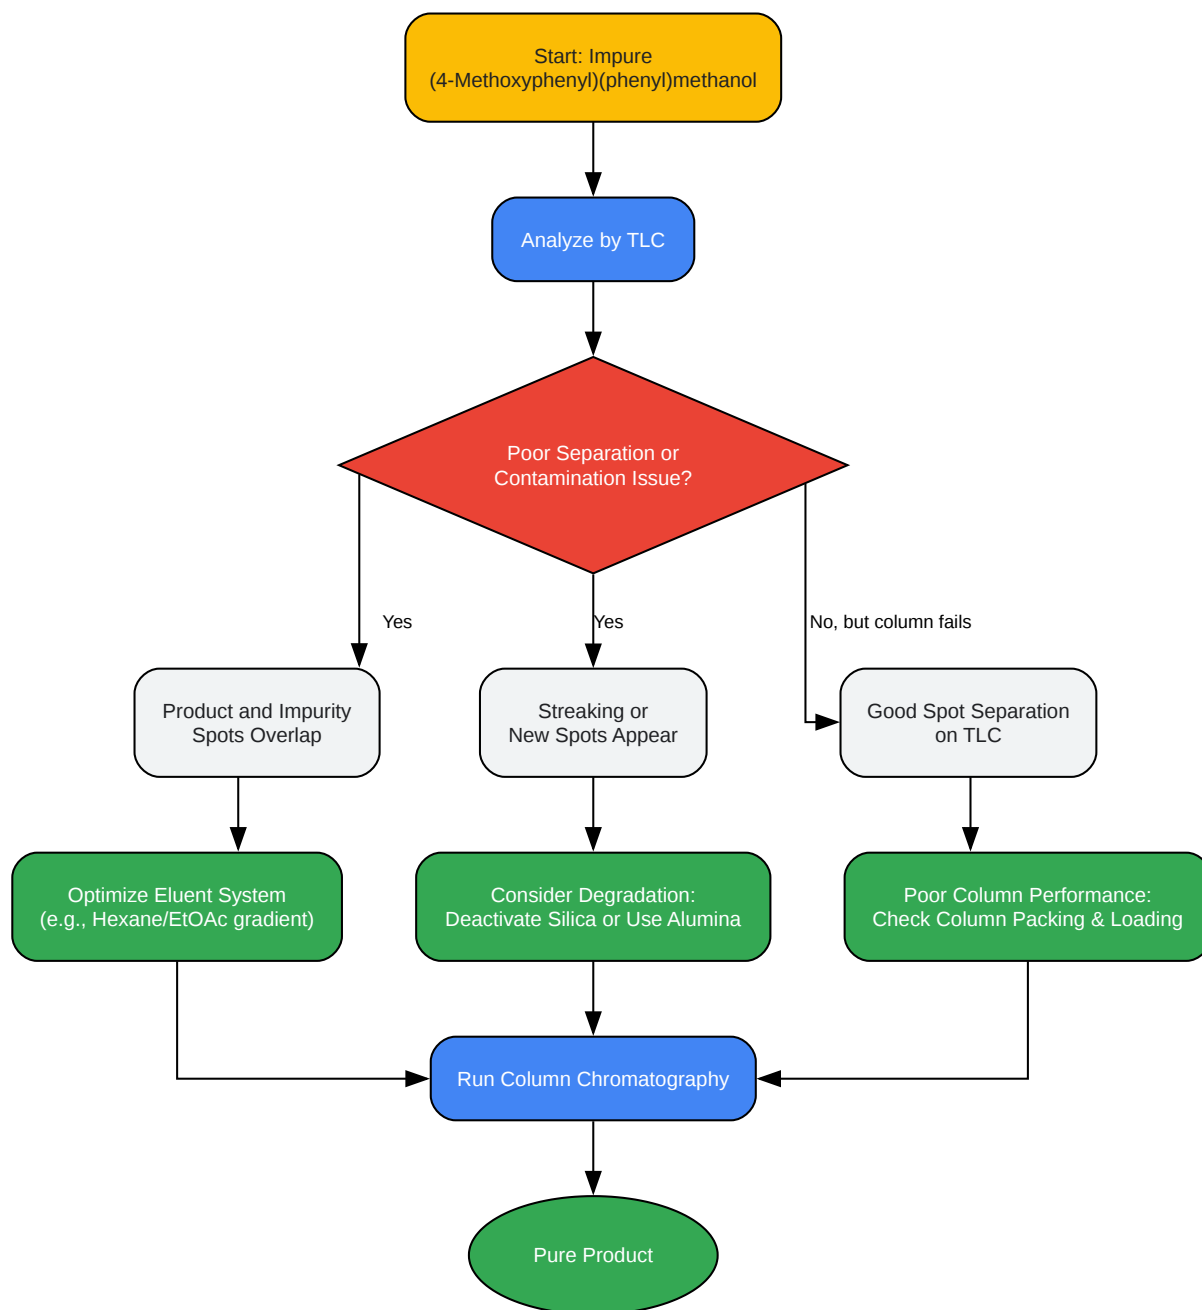 Start: Impure
(4-Methoxyphenyl)(phenyl)methanol
Analyze by TLC
Poor Separation or
Contamination Issue?
Yes
Yes
No, but column fails
Product and Impurity
Spots Overlap
Streaking or
New Spots Appear
Good Spot Separation
on TLC
Optimize Eluent System
(e.g., Hexane/EtOAc gradient)
Consider Degradation:
Deactivate Silica or Use Alumina
Poor Column Performance:
Check Column Packing & Loading
Run Column Chromatography
Pure Product